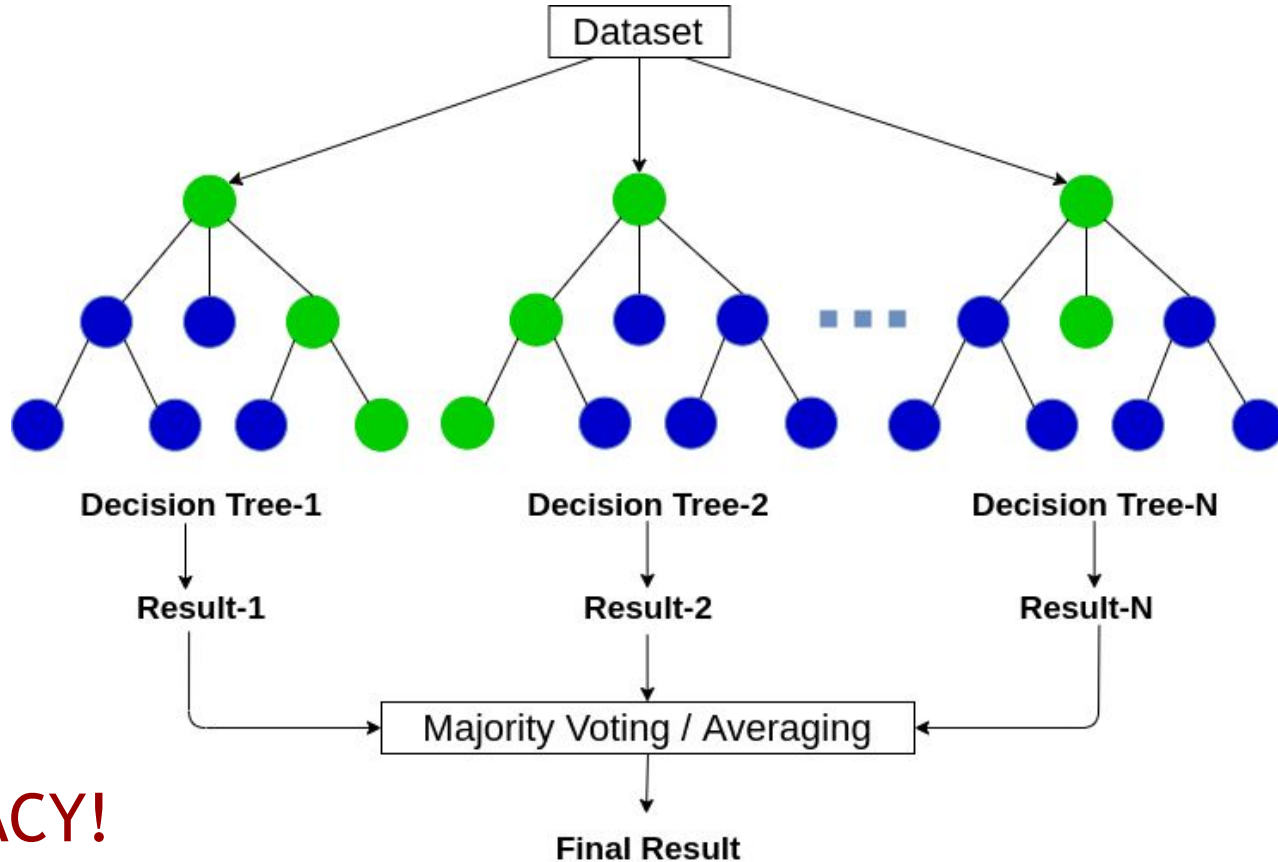 Dataset
Decision Tree-1
Decision Tree-2
Decision Tree-N
Result-1
Result-2
Result-N
Majority Voting / Averaging
ACY!
Final Result